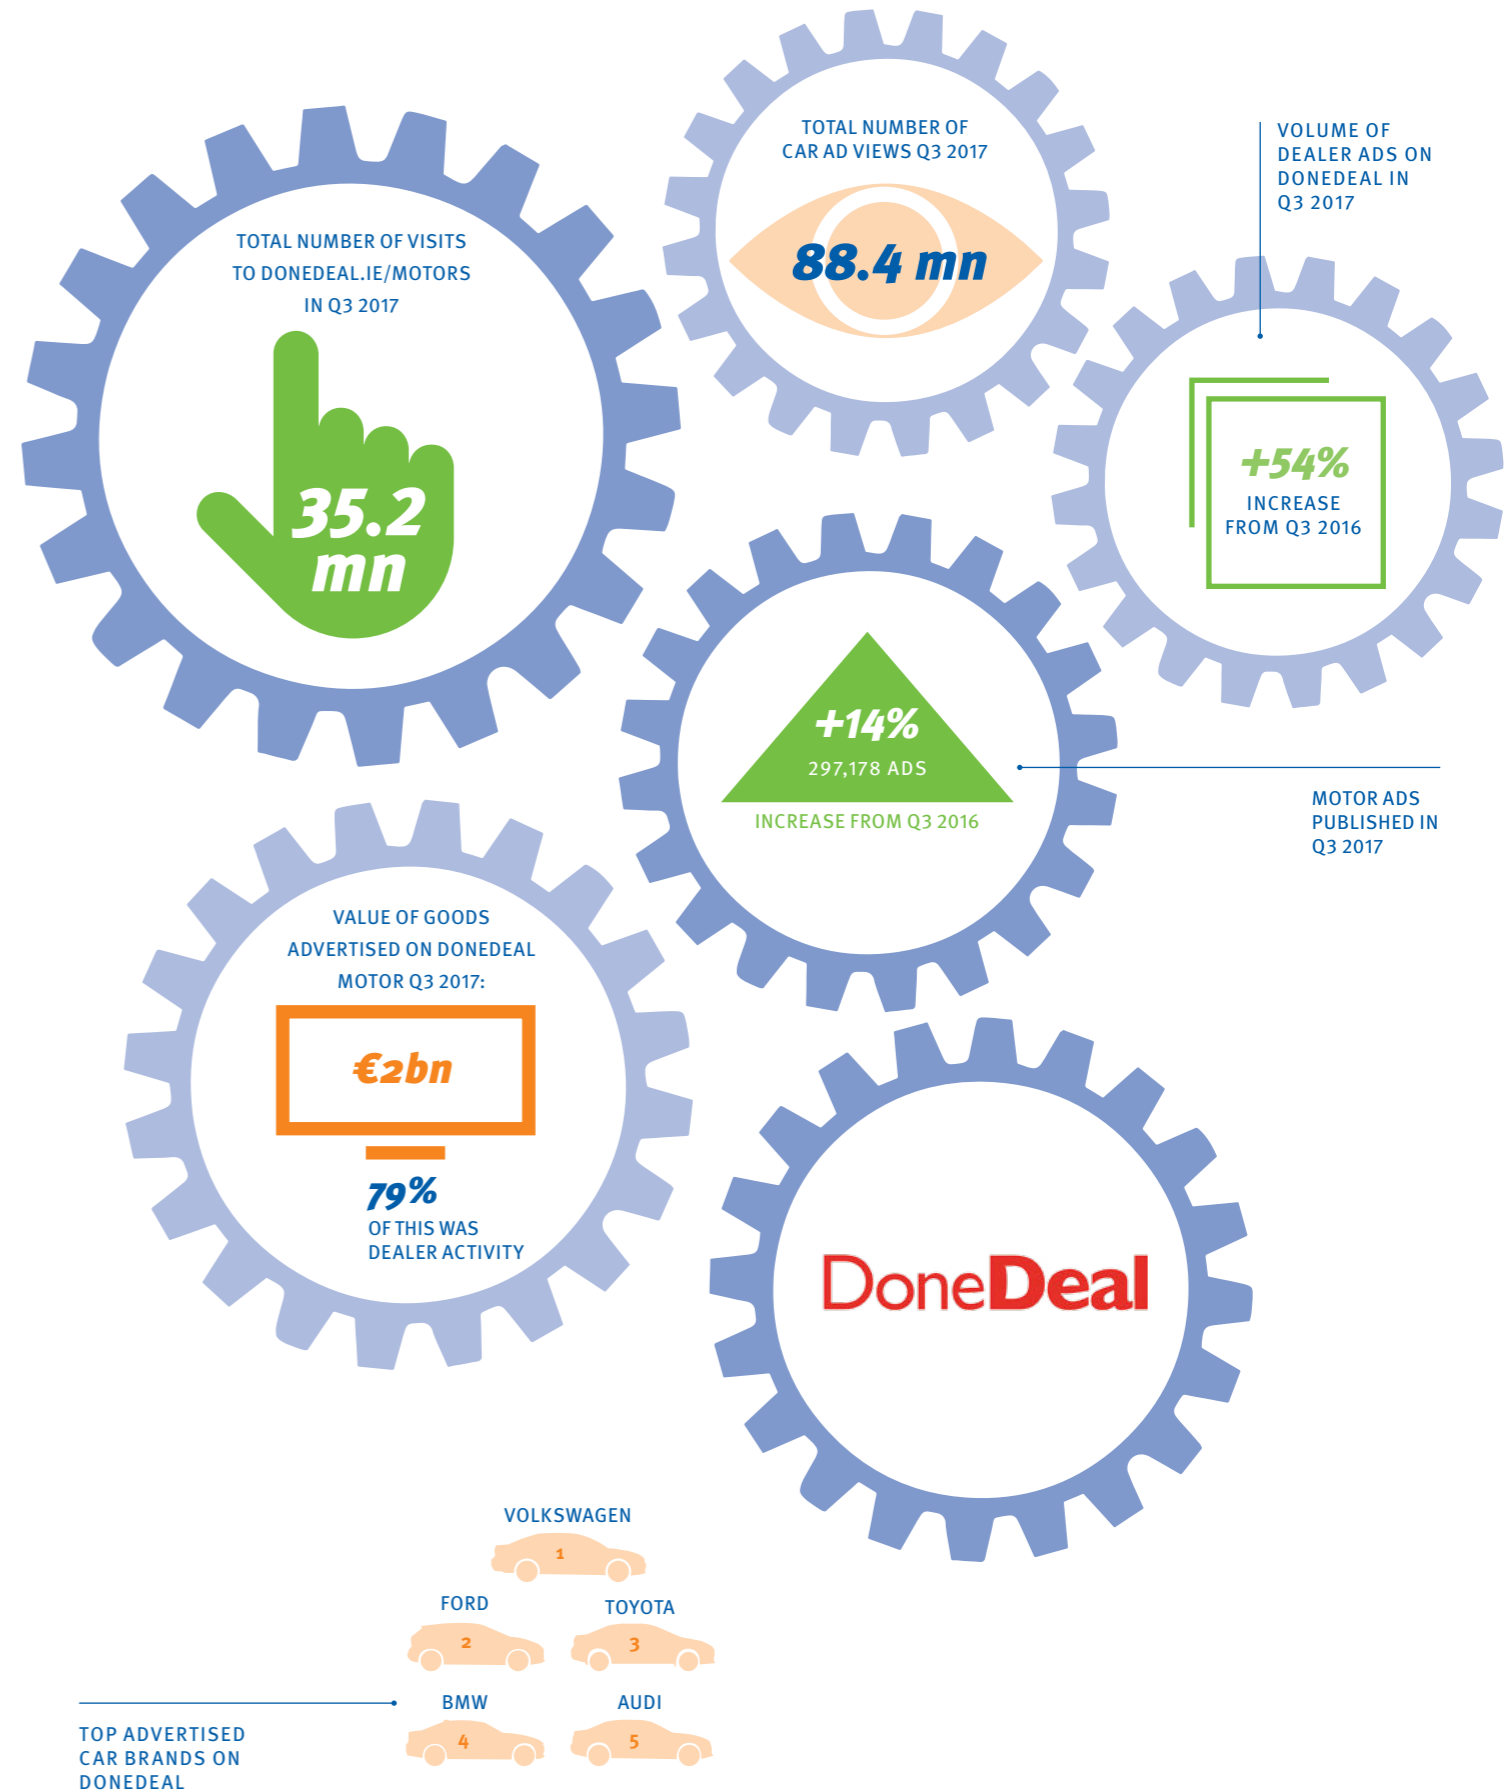 TOTAL NUMBER OF VISITS
TO DONEDEAL.IE/MOTORS
IN Q3 2017
35.2
mn
TOTAL NUMBER OF
CAR AD VIEWS Q3 2017
88.4 mn
VOLUME OF
DEALER ADS ON
DONEDEAL IN
Q3 2017
+54%
INCREASE
FROM Q3 2016
+14%
297,178 ADS
INCREASE FROM Q3 2016
MOTOR ADS
PUBLISHED IN
Q3 2017
VALUE OF GOODS
ADVERTISED ON DONEDEAL
MOTOR Q3 2017:
€2bn
79%
OF THIS WAS
DEALER ACTIVITY
DoneDeal
VOLKSWAGEN
1
FORD
2
TOYOTA
3
BMW
4
AUDI
5
TOP ADVERTISED
CAR BRANDS ON
DONEDEAL